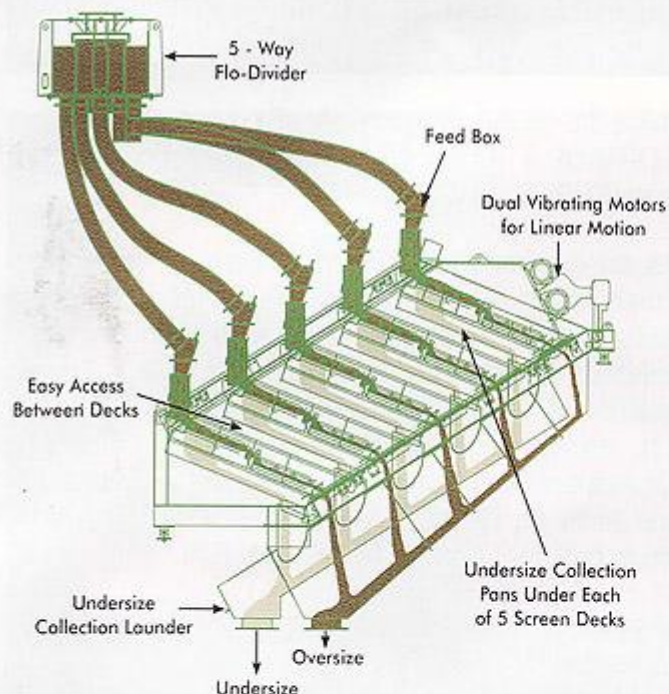 5 - Way
Flo-Divider
Feed Box
Dual Vibrating Motors
for Linear Motion
Easy Access
Between Decks
Undersize Collection
Pans Under Each
of 5 Screen Decks
Undersize
Collection Launder
Oversize
Undersize